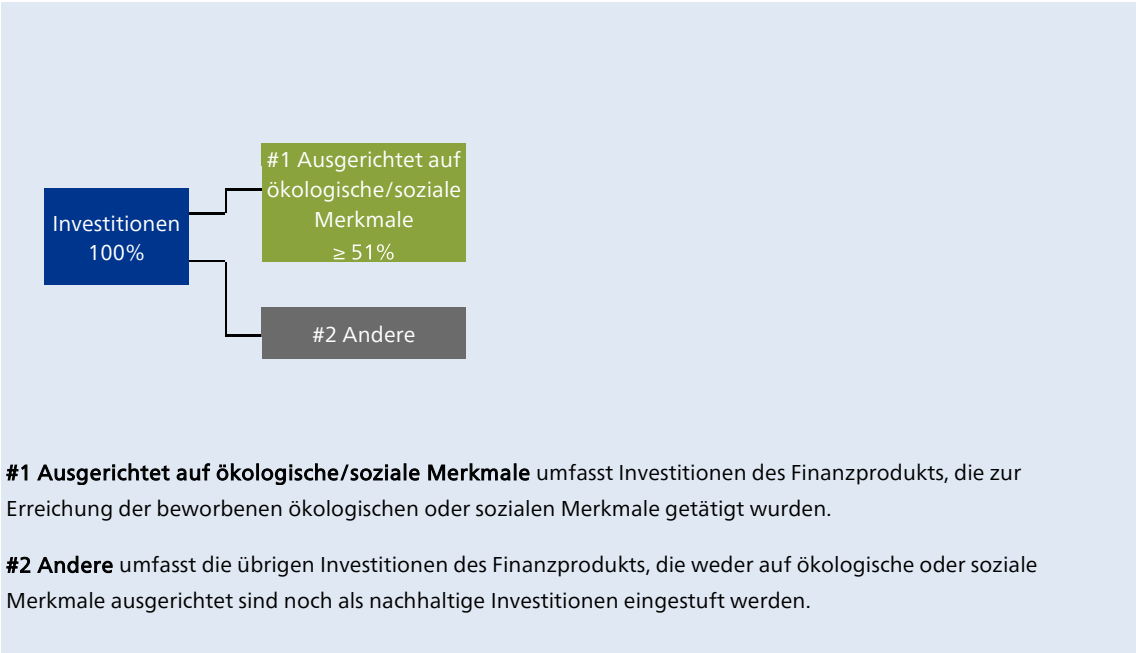 #1 Ausgerichtet auf
ökologische/soziale
Merkmale
≥ 51%
Investitionen
100%
#2 Andere
#1 Ausgerichtet auf ökologische/soziale Merkmale umfasst Investitionen des Finanzprodukts, die zur
Erreichung der beworbenen ökologischen oder sozialen Merkmale getätigt wurden.
#2 Andere umfasst die übrigen Investitionen des Finanzprodukts, die weder auf ökologische oder soziale
Merkmale ausgerichtet sind noch als nachhaltige Investitionen eingestuft werden.